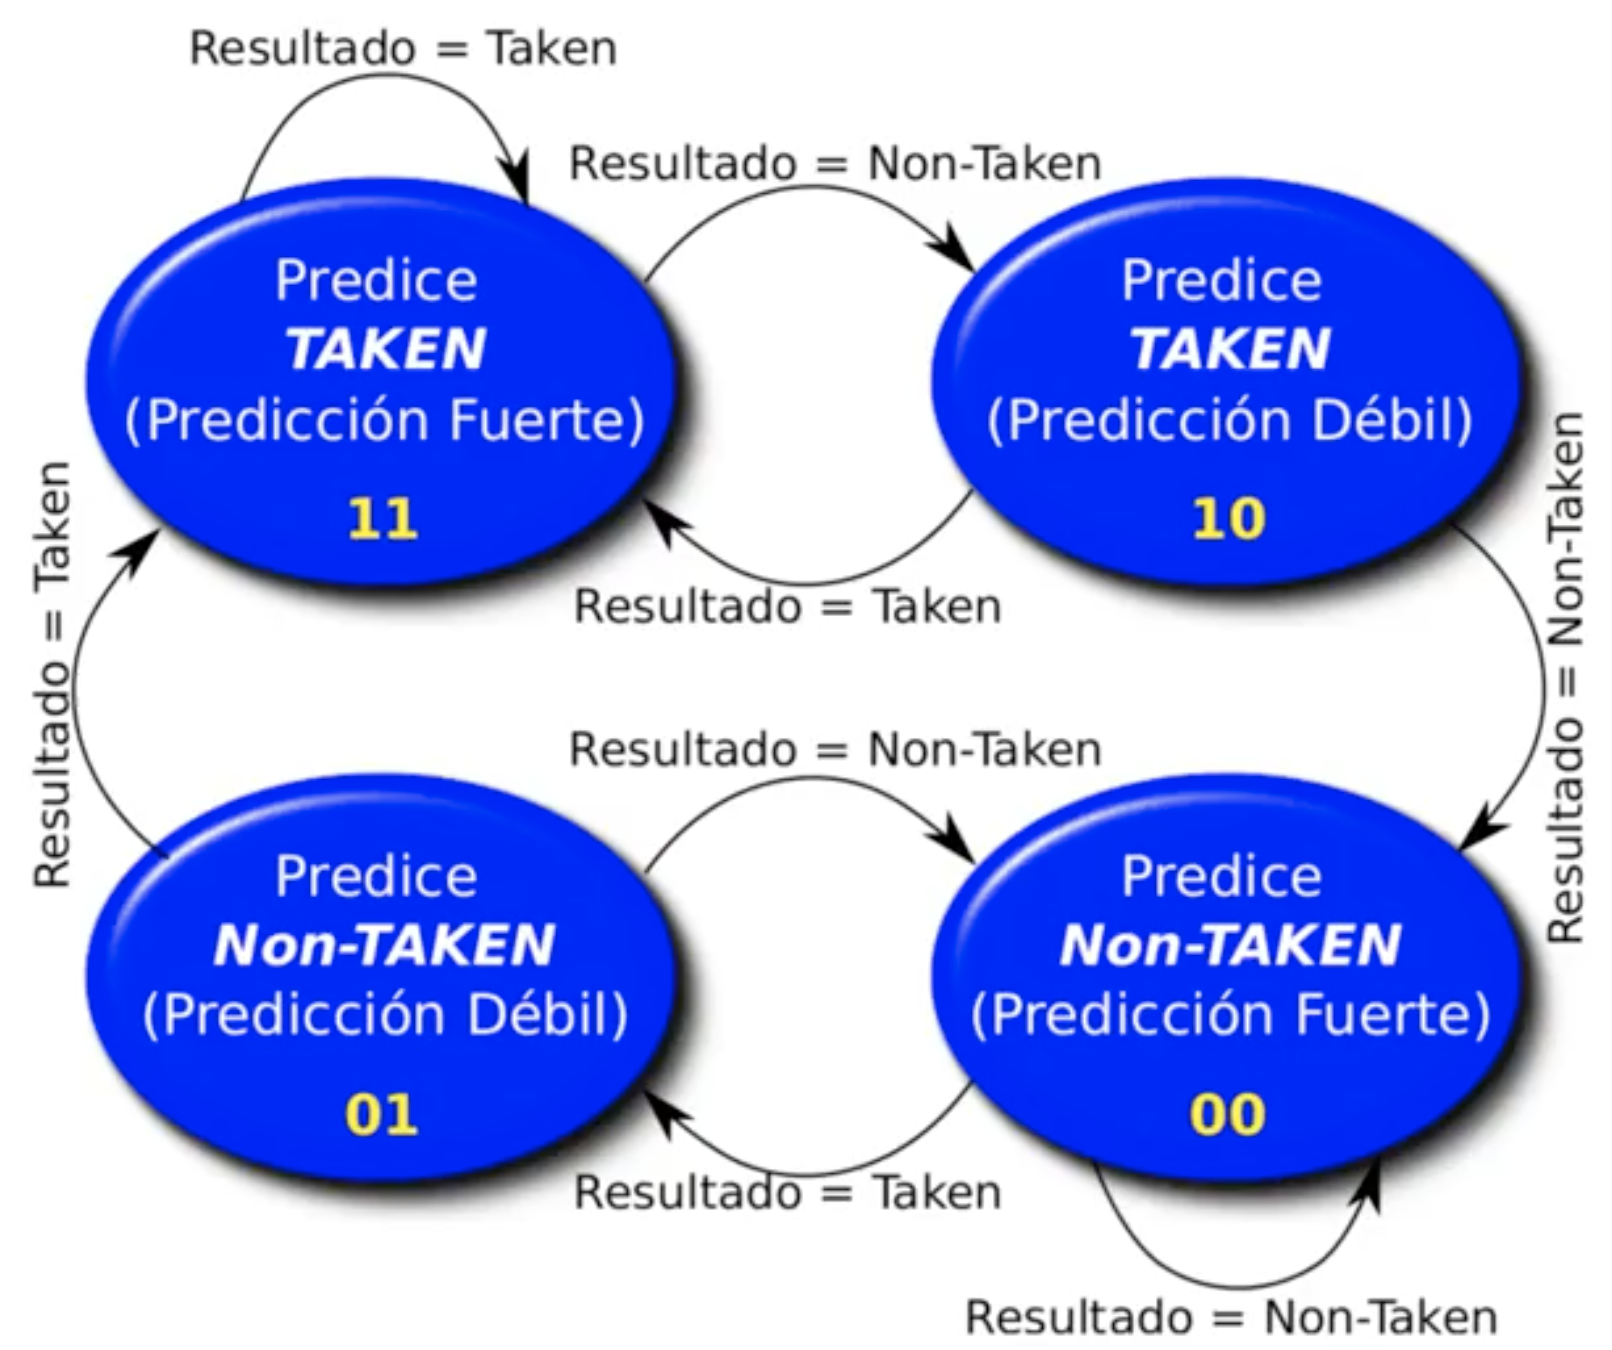 Resultado = Taken
Resultado = Non-Taken
Predice
TAKEN
(Predicción Fuerte)
11
Predice
TAKEN
(Predicción Débil)
10
Resultado = Taken
Resultado = Taken
Resultado = Non-Taken
Resultado = Non-Taken
Predice
Non-TAKEN
(Predicción Débil)
01
Predice
Non-TAKEN
(Predicción Fuerte)
00
Resultado = Taken
Resultado = Non-Taken